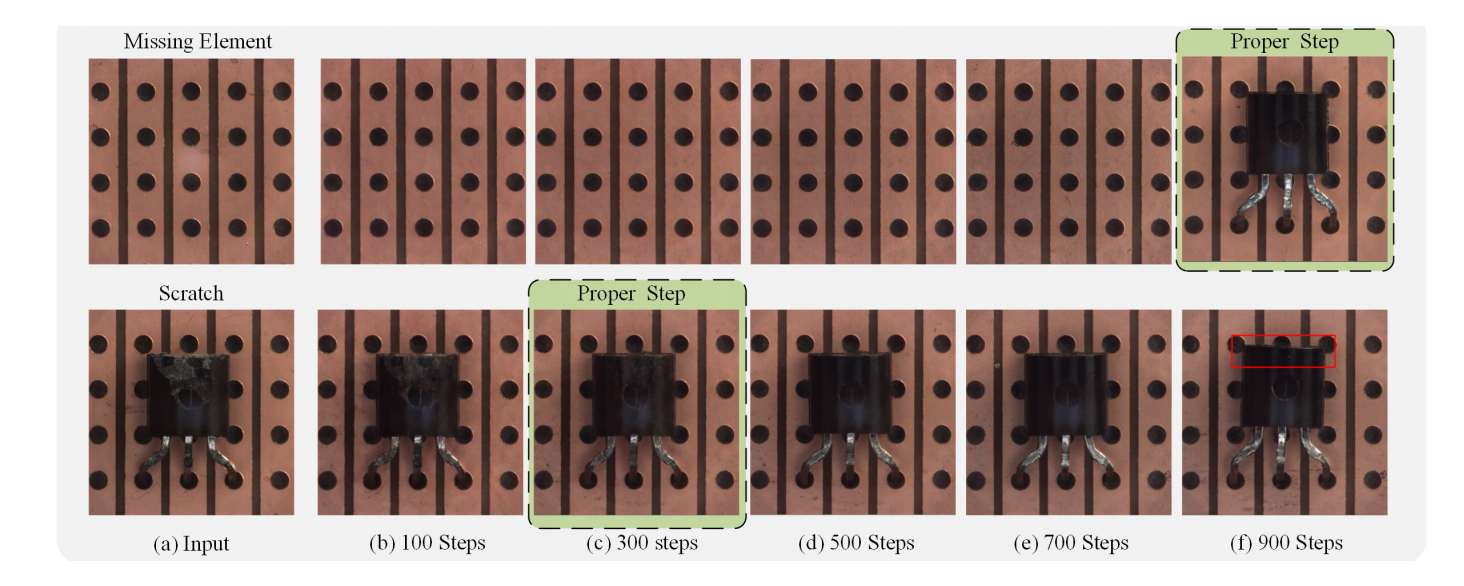 Missing Element
Proper Step
Scratch
Proper Step
(a) Input
(b) 100 Steps
(c) 300 steps
(d) 500 Steps
(e) 700 Steps
(f) 900 Steps